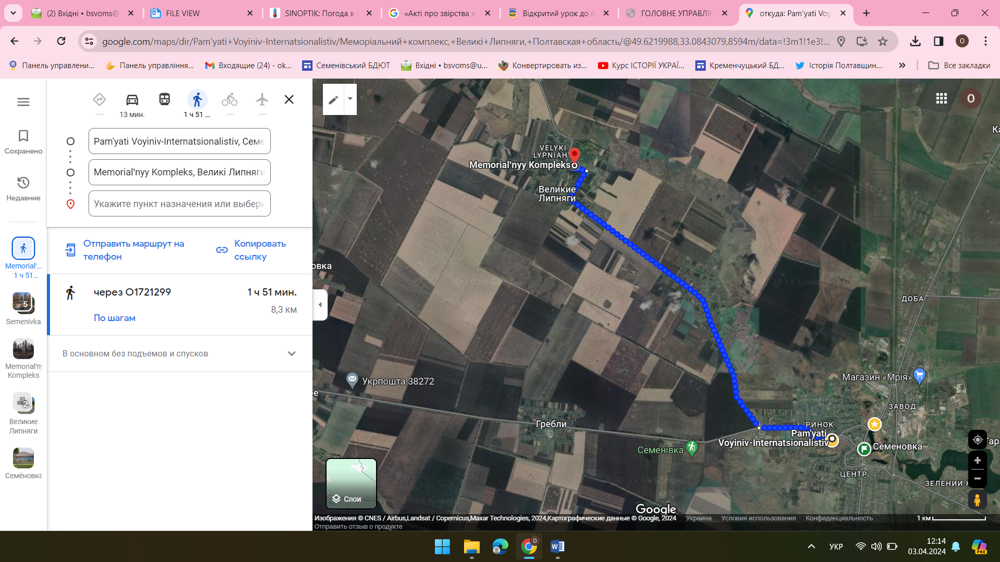 (2) Вхідні • bsvoms@
FILE VIEW
SINOPTIK: Погода в
«Акті про звірства н
Відкритий урок до п
ГОЛОВНЕ УПРАВЛІН
откуда: Pam'yati Voy
google.com/maps/dir/Pam'yati+Voyiniv-Internatsionalistiv/Меморіальний+комплекс,+Великі+Липняги,+Полтавская+область/@49.6219988,33.0843079,8594m/data=!3m1!1e3!...
O
Панель управлени...
Панель управління...
Входящие (24) - ok...
Семенівський БДЮТ
Вхідні • bsvoms@u...
Конвертировать из...
Курс ІСТОРІЇ УКРАЇ...
Кременчуцький БД...
Історія Полтавщин...
Все закладки
Сохранено
Недавние
Memorial'...
1 ч 51...
5
Semenivka
Memorial'ny
Kompleks
2
Великие
Липняги
Семёновка
13 мин.
1 ч 51 ...
Pam'yati Voyiniv-Internatsionalistiv, Семе
Memorial'nyy Kompleks, Великі Липняги
Укажите пункт назначения или выбери
Отправить маршрут на
телефон
Копировать
ссылку
через О1721299
1 ч 51 мин.
8,3 км
По шагам
В основном без подъемов и спусков
O
Ка
VELYKI
LYPNIAHY
Memorial'nyy Kompleks
Великие
Липняги
овка
ДОБА
Укрпошта 38272
е
Магазин «Мрія»
ЗАВОД
Гребли
РИНОК
Pam'yati
Voyiniv-Internatsionalistiv
Семенівка
Семеновка
Тара
ЦЕНТР
ЗЕЛЕНИЙ К
Слои
Google
Изображения © CNES / Airbus,Landsat / Copernicus,Maxar Technologies, 2024,Картографические данные © Google, 2024
Украина
Условия использования
Конфиденциальность
1 км
Отправить отзыв о продукте
УКР
12:14
03.04.2024
PRE